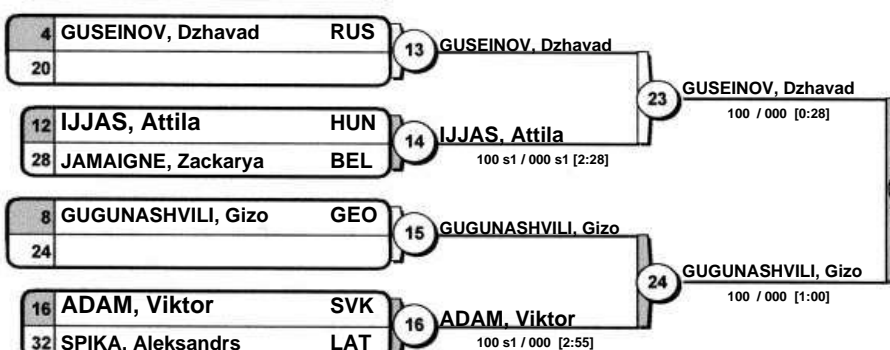 4 GUSEINOV, Dzhavad RUS
20
13
GUSEINOV, Dzhavad
12 IJJAS, Attila HUN
28 JAMAIGNE, Zackarya BEL
14
IJJAS, Attila
100 s1 / 000 s1 [2:28]
23
GUSEINOV, Dzhavad
100 / 000 [0:28]
8 GUGUNASHVILI, Gizo GEO
24
15
GUGUNASHVILI, Gizo
16 ADAM, Viktor SVK
32 SPIKA, Aleksandrs LAT
16
ADAM, Viktor
100 s1 / 000 [2:55]
24
GUGUNASHVILI, Gizo
100 / 000 [1:00]